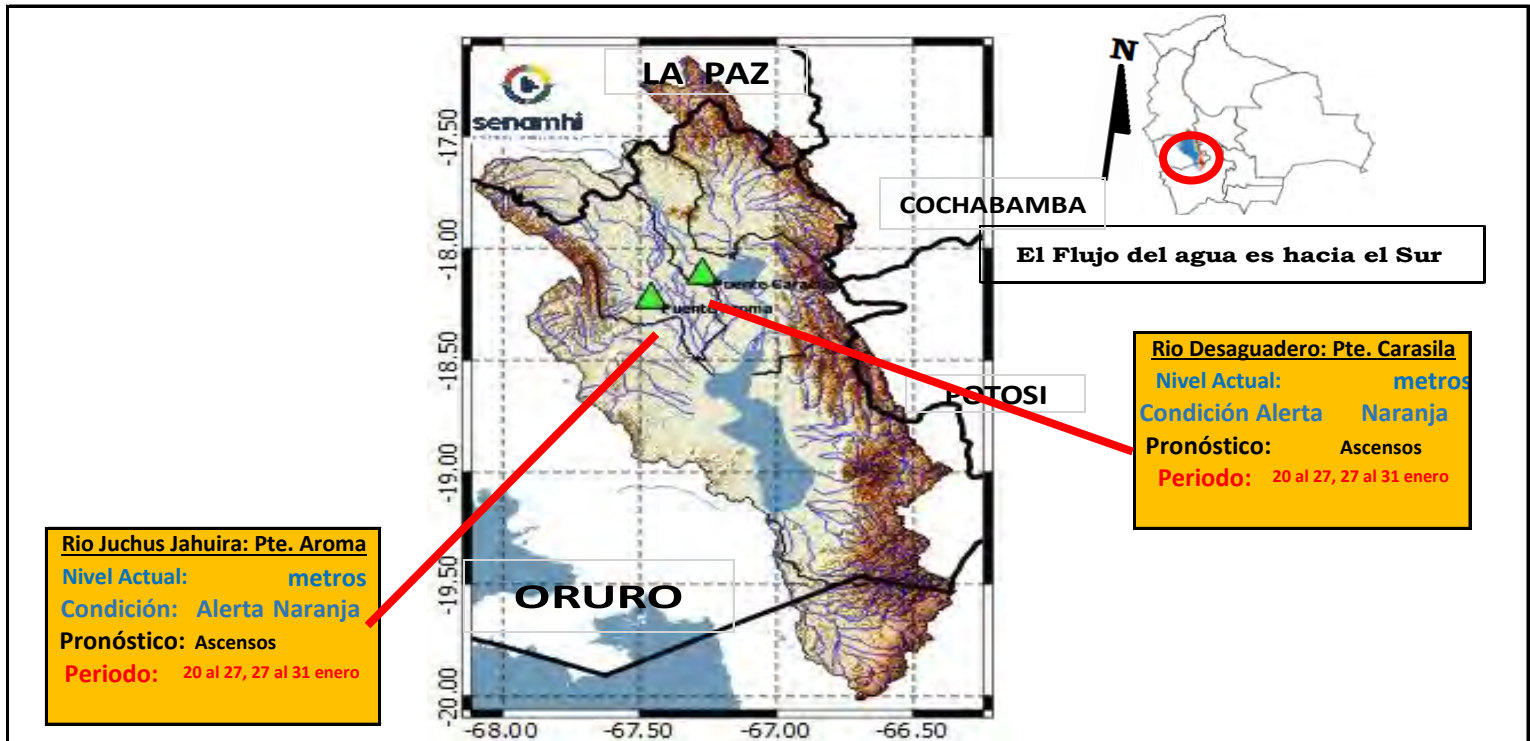 LA PAZ
senamhi
N
COCHABAMBA
El Flujo del agua es hacia el Sur
POTOSI
ORURO
Puente
Puente
-17.50
-18.00
-18.50
-19.00
-19.50
-20.00
-68.00 -67.50 -67.00 -66.50
Rio Desaguadero: Pte. Carasila
Nivel Actual: metros
Condición Alerta Naranja
Pronóstico: Ascensos
Periodo: 20 al 27, 27 al 31 enero
Rio Juchus Jahuira: Pte. Aroma
Nivel Actual: metros
Condición: Alerta Naranja
Pronóstico: Ascensos
Periodo: 20 al 27, 27 al 31 enero